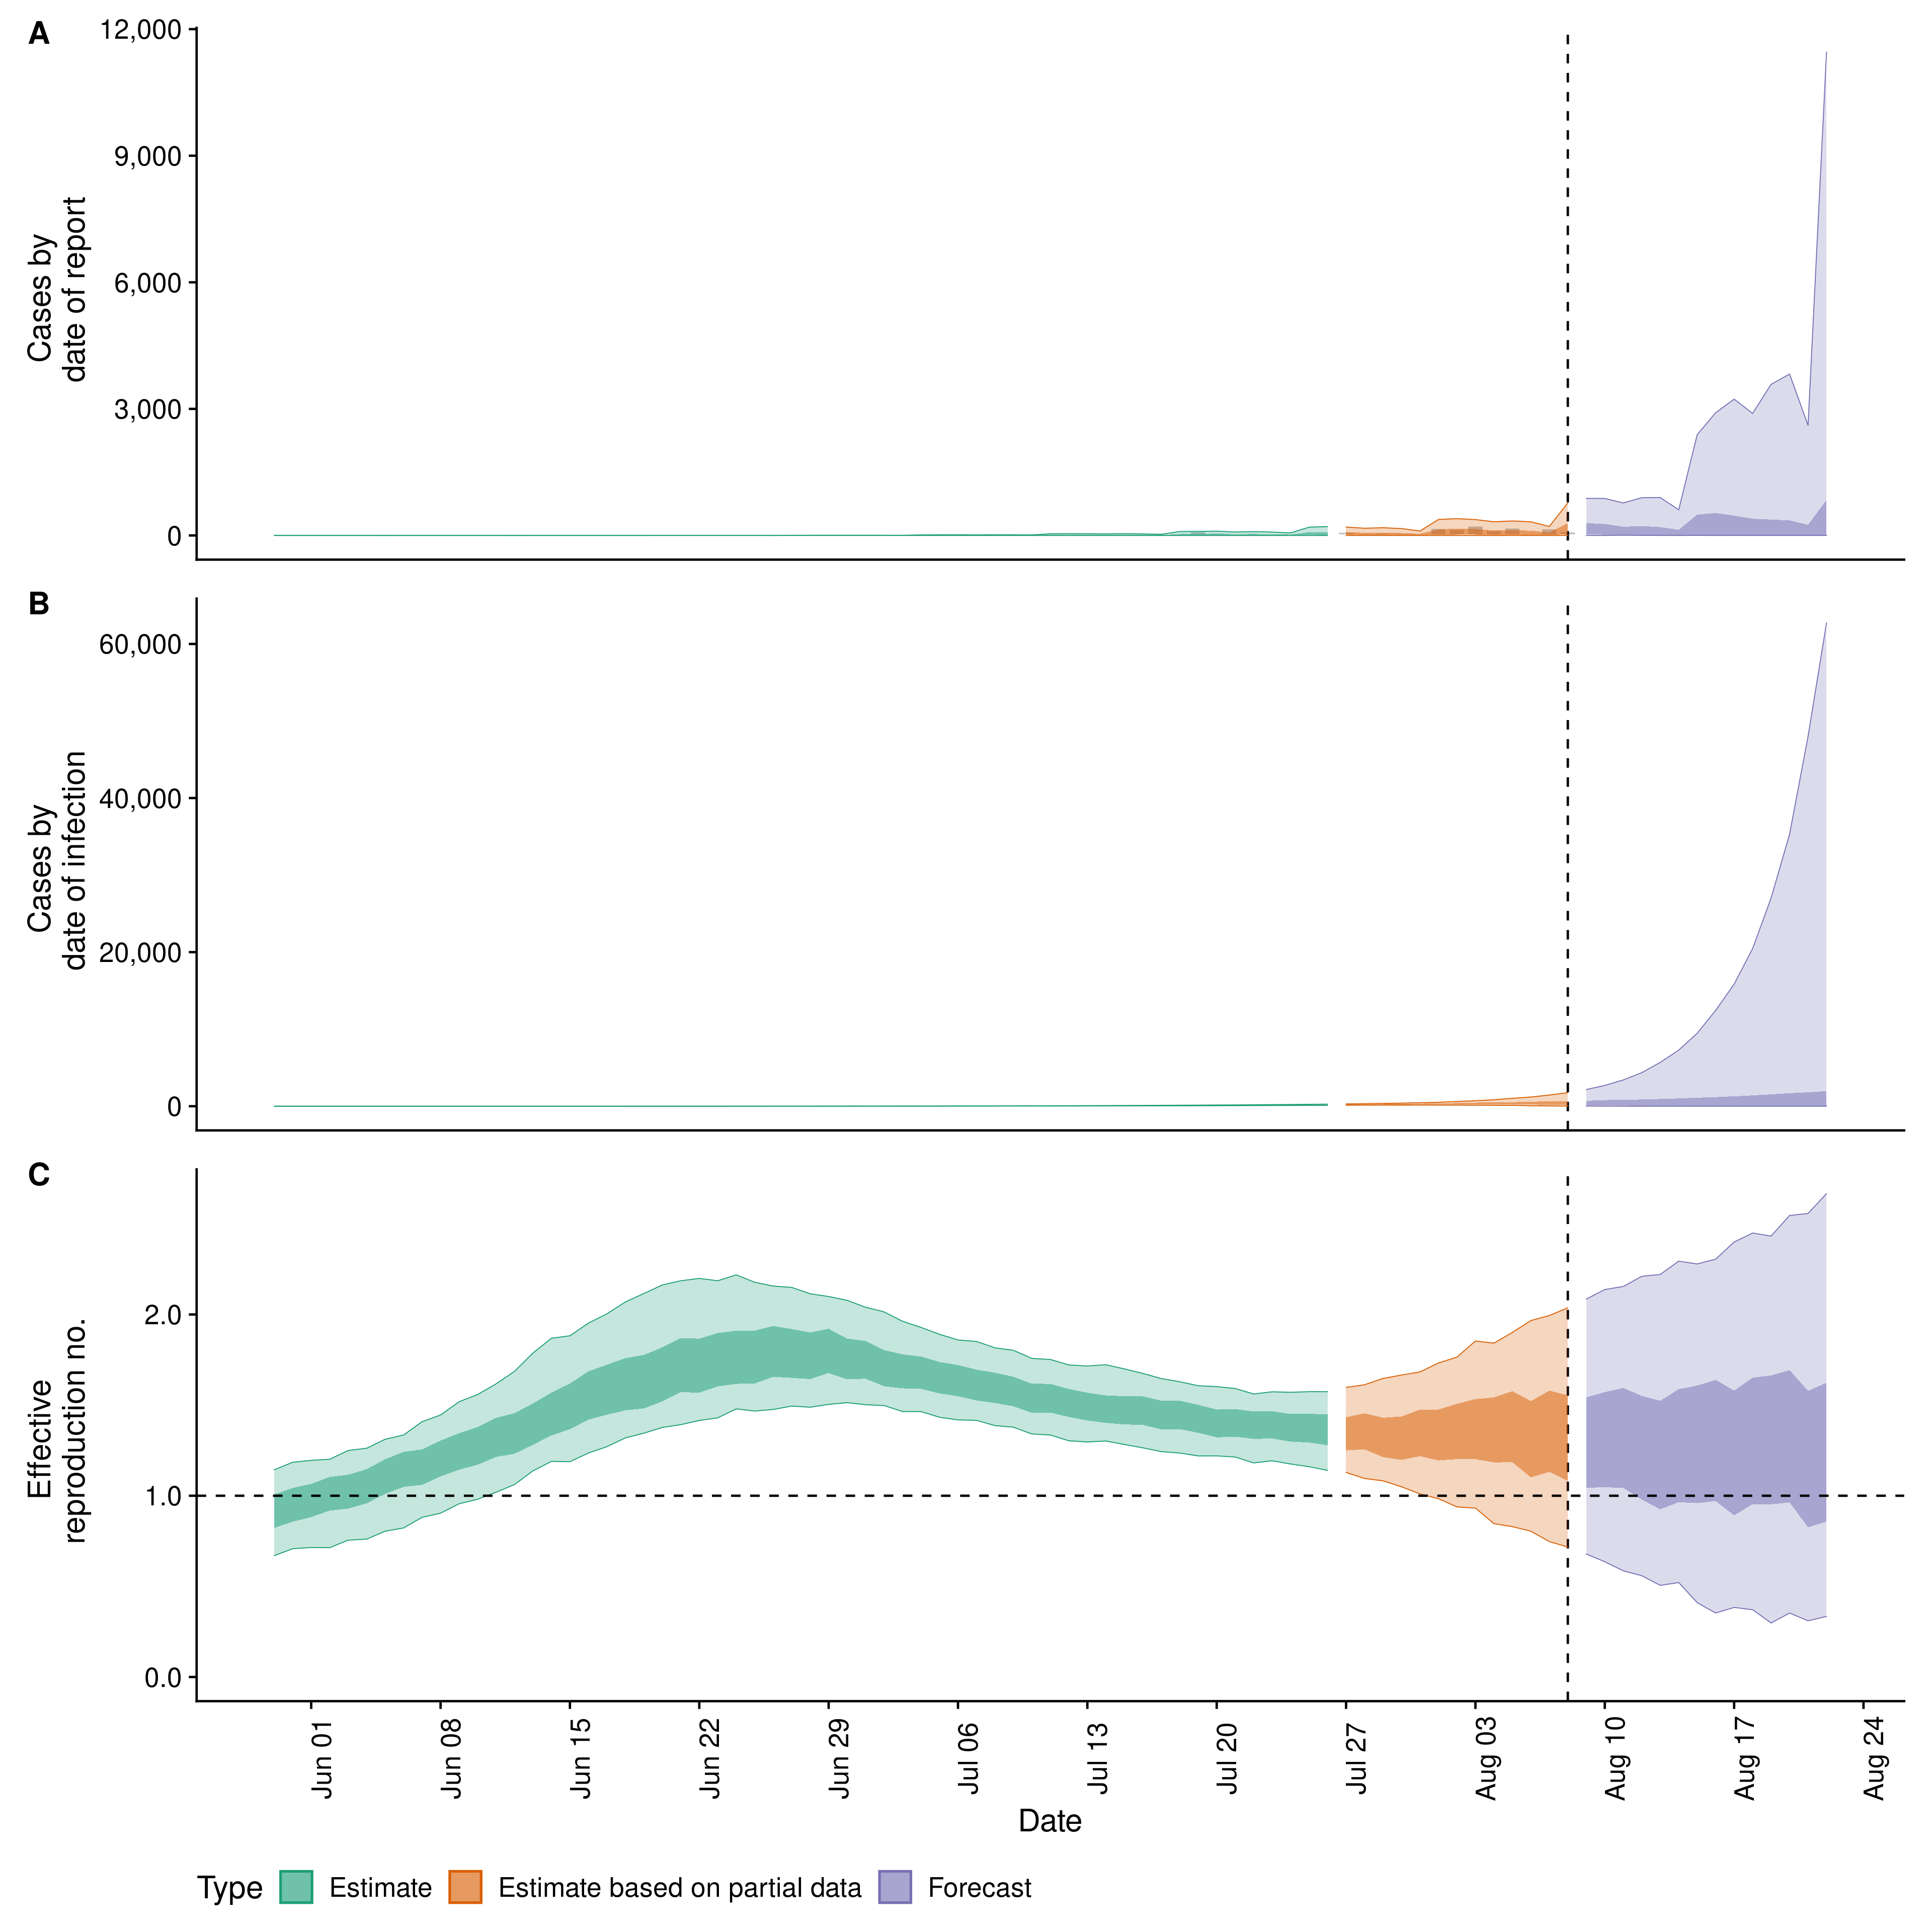 A
Cases by
date of report
12,000
9,000
6,000
3,000
0
B
Cases by
date of infection
60,000
40,000
20,000
0
C
Effective
reproduction no.
2.0
1.0
0.0
Jun 01
Jun 08
Jun 15
Jun 22
Jun 29
Jul 06
Jul 13
Jul 20
Jul 27
Aug 03
Aug 10
Aug 17
Aug 24
Date
Type Estimate Estimate based on partial data Forecast